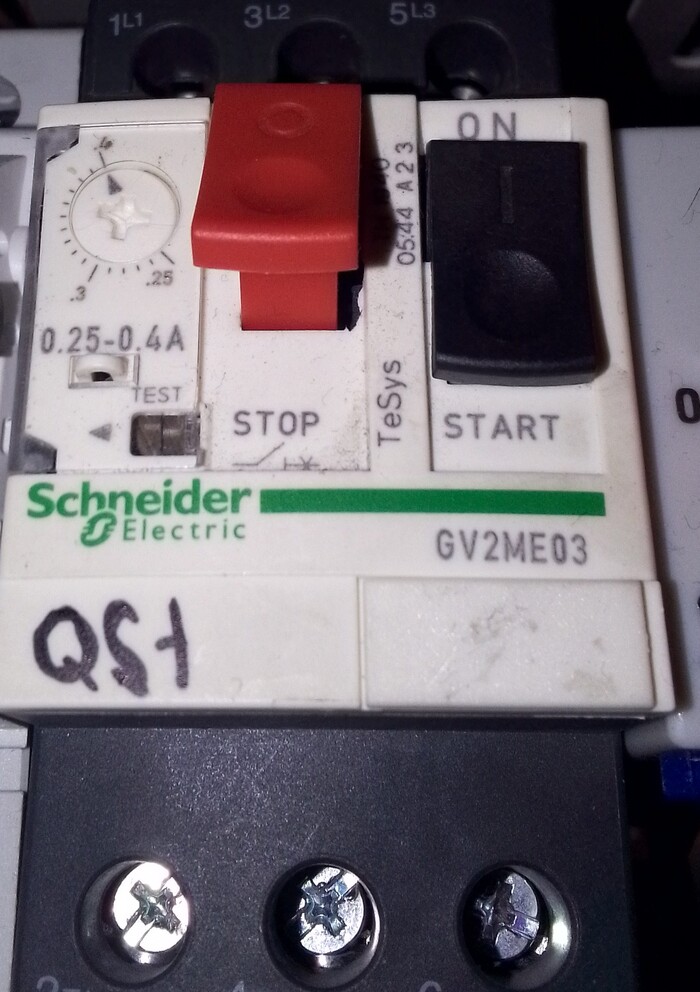 1L1 3L2 5L3
ON
.25
.3
0.25-0.4A
TEST
STOP
05:44 A23
TeSys
START
Schneider
Electric
GV2ME03
QS1